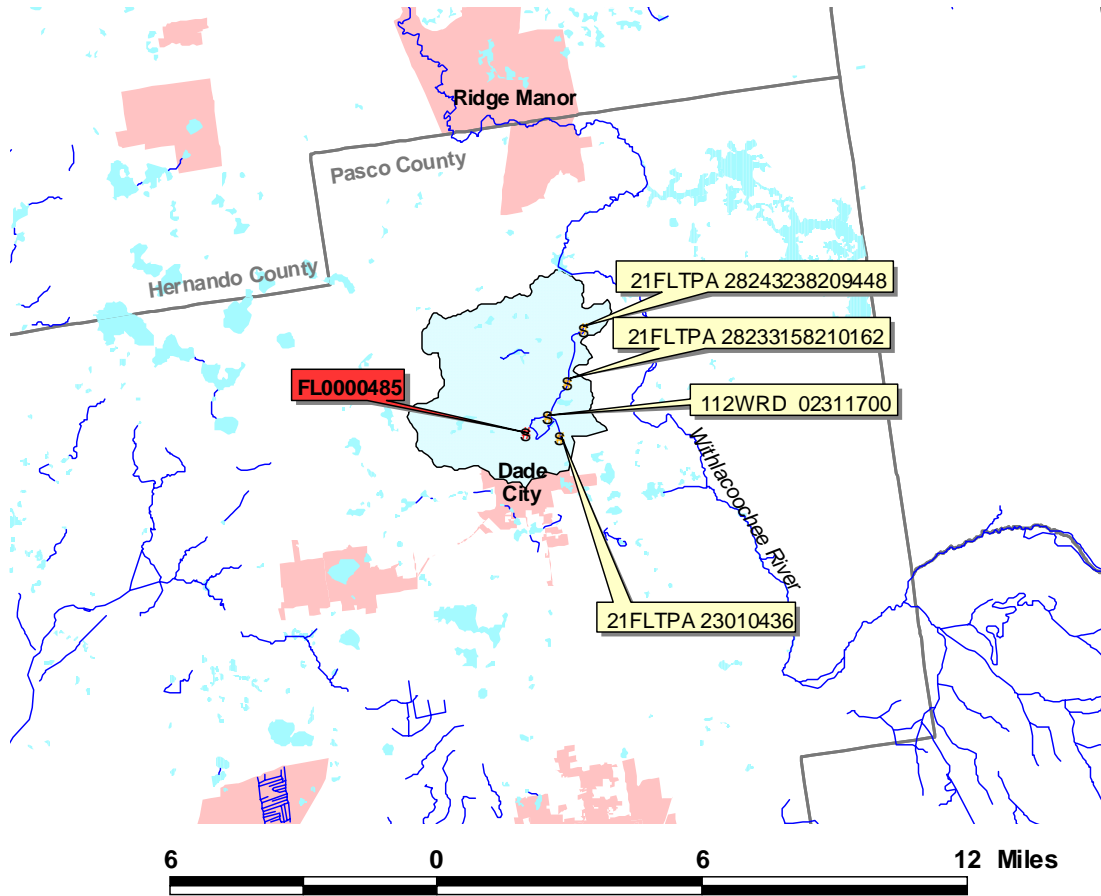 Ridge Manor
Pasco County
Hernando County
21FLTPA 28243238209448
21FLTPA 28233158210162
FL0000485
112WRD 02311700
S
S
S
S
S
Dade
City
Withlacoochee River
21FLTPA 23010436
6 0 6 12 Miles